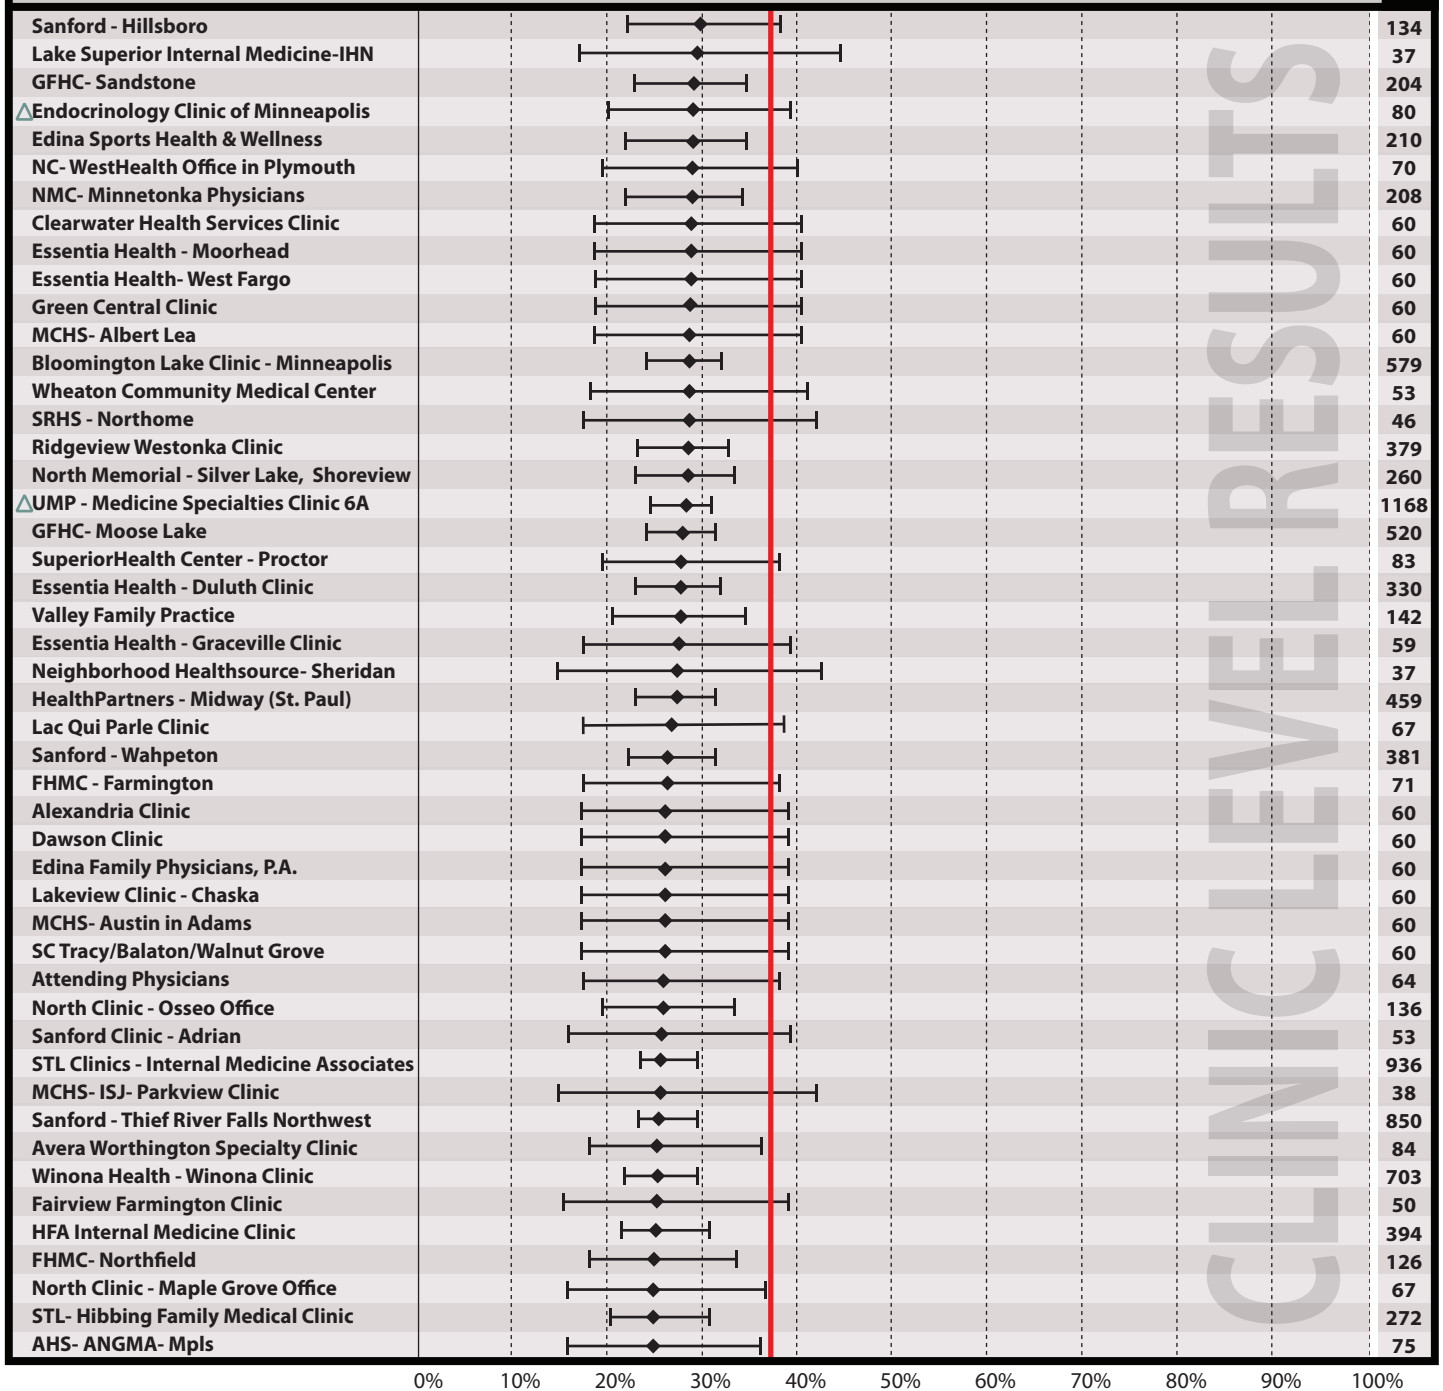 Sanford - Hillsboro 134
Lake Superior Internal Medicine-IHN 37
GFHC- Sandstone 204
△Endocrinology Clinic of Minneapolis 80
Edina Sports Health & Wellness 210
NC- WestHealth Office in Plymouth 70
NMC- Minnetonka Physicians 208
Clearwater Health Services Clinic 60
Essentia Health - Moorhead 60
Essentia Health- West Fargo 60
Green Central Clinic 60
MCHS- Albert Lea 60
Bloomington Lake Clinic - Minneapolis 579
Wheaton Community Medical Center 53
SRHS - Northome 46
Ridgeview Westonka Clinic 379
North Memorial - Silver Lake, Shoreview 260
△UMP - Medicine Specialties Clinic 6A 1168
GFHC- Moose Lake 520
SuperiorHealth Center - Proctor 83
Essentia Health - Duluth Clinic 330
Valley Family Practice 142
Essentia Health - Graceville Clinic 59
Neighborhood Healthsource- Sheridan 37
HealthPartners - Midway (St. Paul) 459
Lac Qui Parle Clinic 67
Sanford - Wahpeton 381
FHMC - Farmington 71
Alexandria Clinic 60
Dawson Clinic 60
Edina Family Physicians, P.A. 60
Lakeview Clinic - Chaska 60
MCHS- Austin in Adams 60
SC Tracy/Balaton/Walnut Grove 60
Attending Physicians 64
North Clinic - Osseo Office 136
Sanford Clinic - Adrian 53
STL Clinics - Internal Medicine Associates 936
MCHS- ISJ- Parkview Clinic 38
Sanford - Thief River Falls Northwest 850
Avera Worthington Specialty Clinic 84
Winona Health - Winona Clinic 703
Fairview Farmington Clinic 50
HFA Internal Medicine Clinic 394
FHMC- Northfield 126
North Clinic - Maple Grove Office 67
STL- Hibbing Family Medical Clinic 272
AHS- ANGMA- Mpls 75
0% 10% 20% 30% 40% 50% 60% 70% 80% 90% 100%
CLINIC LEVEL RESULTS